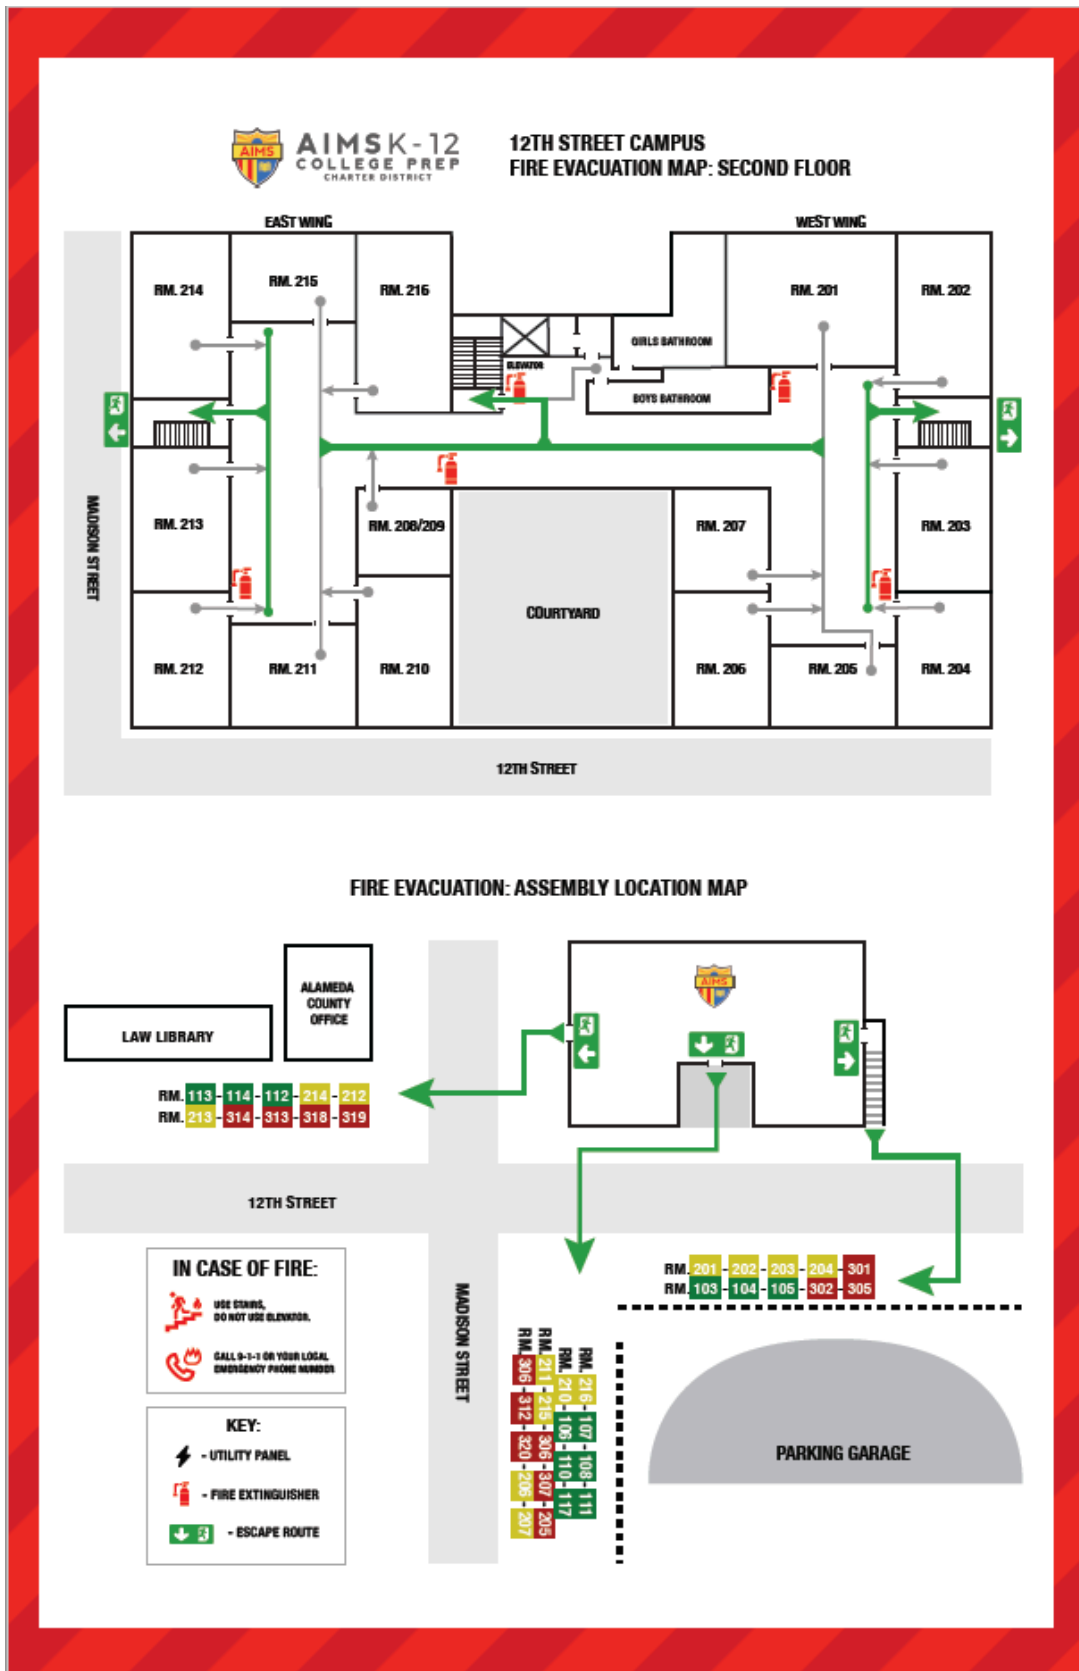 AIMS
AIMS K-12
COLLEGE PREP
CHARTER DISTRICT
12TH STREET CAMPUS
FIRE EVACUATION MAP: SECOND FLOOR
EAST WING
WEST WING
RM. 214
RM. 215
RM. 216
RM. 201
RM. 202
GIRLS BATHROOM
ELEVATOR
BOYS BATHROOM
MADISON STREET
RM. 213
RM. 208/209
RM. 207
RM. 203
COURTYARD
RM. 212
RM. 211
RM. 210
RM. 206
RM. 205
RM. 204
12TH STREET
FIRE EVACUATION: ASSEMBLY LOCATION MAP
ALAMEDA
COUNTY
OFFICE
LAW LIBRARY
AIMS
RM. 113 - 114 - 112 - 214 - 212
RM. 213 - 314 - 313 - 318 - 319
12TH STREET
RM. 201 - 202 - 203 - 204 - 301
RM. 103 - 104 - 105 - 302 - 305
IN CASE OF FIRE:
USE STAIRS,
DO NOT USE ELEVATOR.
CALL 9-1-1 OR YOUR LOCAL
EMERGENCY PHONE NUMBER
MADISON STREET
RM. 216 - 107 - 108 - 111
RM. 210 - 106 - 110 - 117
RM. 211 - 215 - 306 - 307 - 205
RM. 306 - 312 - 320 - 206 - 207
PARKING GARAGE
KEY:
- UTILITY PANEL
- FIRE EXTINGUISHER
- ESCAPE ROUTE